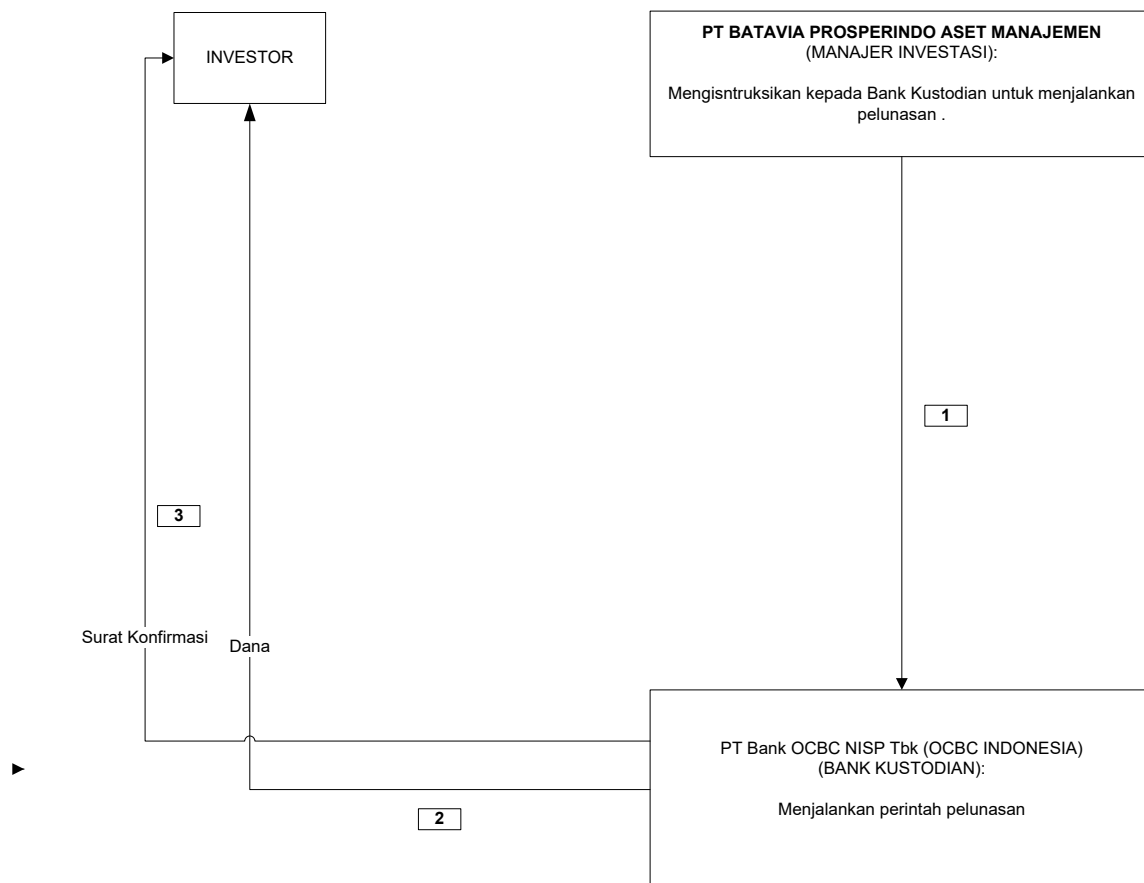 INVESTOR
PT BATAVIA PROSPERINDO ASET MANAJEMEN
(MANAJER INVESTASI):
Mengisntruksikan kepada Bank Kustodian untuk menjalankan
pelunasan .
1
3
Surat Konfirmasi
Dana
PT Bank OCBC NISP Tbk (OCBC INDONESIA)
(BANK KUSTODIAN):
Menjalankan perintah pelunasan
2